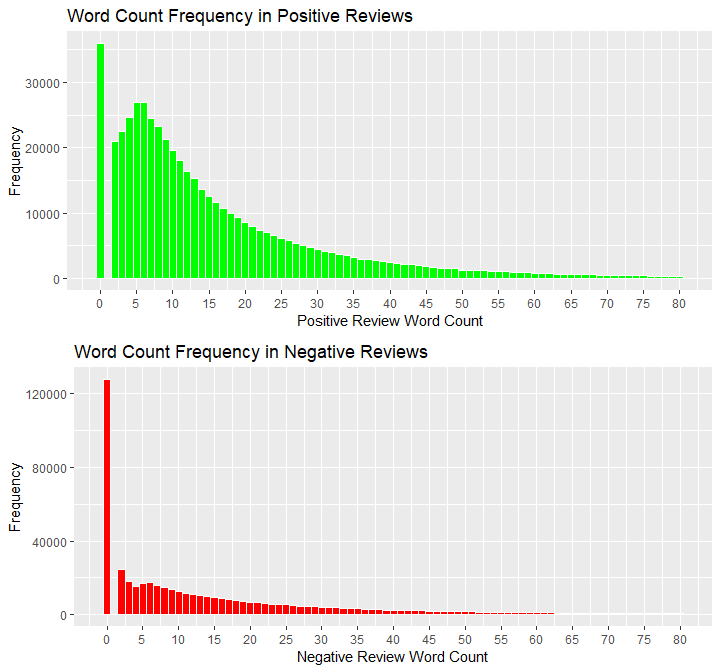 Word Count Frequency in Positive Reviews
Frequency
30000
20000
10000
0
0 5 10 15 20 25 30 35 40 45 50 55 60 65 70 75 80
Positive Review Word Count
Word Count Frequency in Negative Reviews
Frequency
120000
80000
40000
0
0 5 10 15 20 25 30 35 40 45 50 55 60 65 70 75 80
Negative Review Word Count